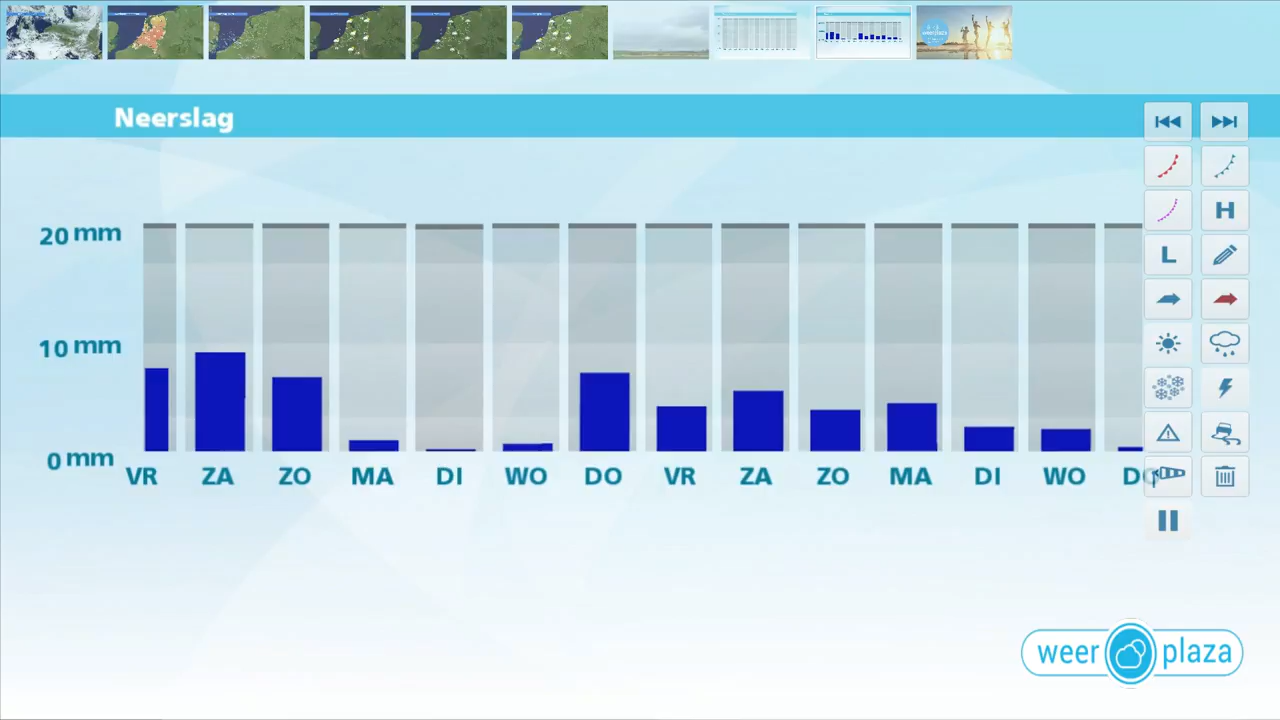 Neerslag
20 mm
10 mm
0 mm
VR ZA ZO MA DI WO DO VR ZA ZO MA DI WO DO
H
L
weer plaza